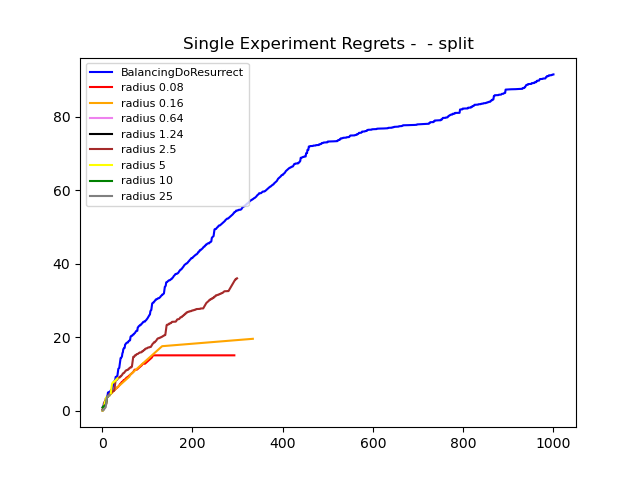 Single Experiment Regrets -  - split
BalancingDoResurrect
radius 0.08
radius 0.16
radius 0.64
radius 1.24
radius 2.5
radius 5
radius 10
radius 25
80
60
40
20
0
0 200 400 600 800 1000